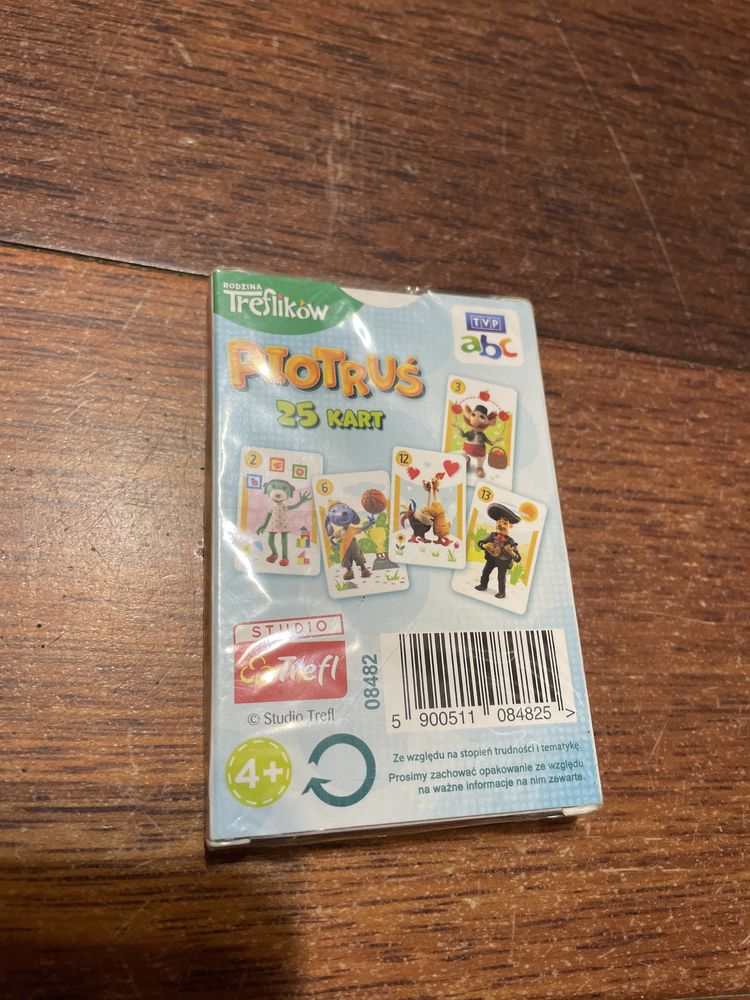 RODZINA
Treflików
TVP
abc
PIOTRUŚ
25 KART
3
2
6
12
13
STUDIO
Trefl
© Studio Trefl
08482
5 900511 084825 >
4+
Ze względu na stopień trudności i tematykę.
Prosimy zachować opakowanie ze względu
na ważne informacje na nim zawarte.